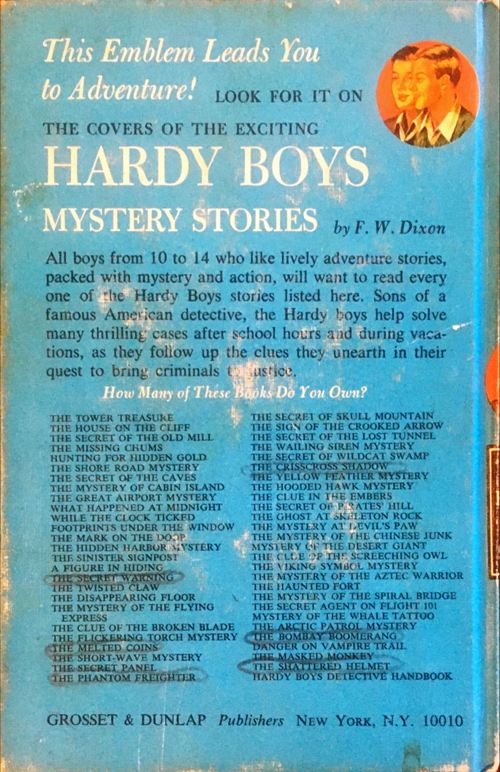 This Emblem Leads You
to Adventure! LOOK FOR IT ON
THE COVERS OF THE EXCITING
HARDY BOYS
MYSTERY STORIES by F. W. Dixon
All boys from 10 to 14 who like lively adventure stories,
packed with mystery and action, will want to read every
one of the Hardy Boys stories listed here. Sons of a
famous American detective, the Hardy boys help solve
many thrilling cases after school hours and during vaca-
tions, as they follow up the clues they unearth in their
quest to bring criminals to justice.
How Many of These Books Do You Own?
THE TOWER TREASURE
THE HOUSE ON THE CLIFF
THE SECRET OF THE OLD MILL
THE MISSING CHUMS
HUNTING FOR HIDDEN GOLD
THE SHORE ROAD MYSTERY
THE SECRET OF THE CAVES
THE MYSTERY OF CABIN ISLAND
THE GREAT AIRPORT MYSTERY
WHAT HAPPENED AT MIDNIGHT
WHILE THE CLOCK TICKED
FOOTPRINTS UNDER THE WINDOW
THE MARK ON THE DOOR
THE HIDDEN HARBOR MYSTERY
THE SINISTER SIGNPOST
A FIGURE IN HIDING
THE SECRET WARNING
THE TWISTED CLAW
THE DISAPPEARING FLOOR
THE MYSTERY OF THE FLYING
EXPRESS
THE CLUE OF THE BROKEN BLADE
THE FLICKERING TORCH MYSTERY
THE MELTED COINS
THE SHORT-WAVE MYSTERY
THE SECRET PANEL
THE PHANTOM FREIGHTER
THE SECRET OF SKULL MOUNTAIN
THE SIGN OF THE CROOKED ARROW
THE SECRET OF THE LOST TUNNEL
THE WAILING SIREN MYSTERY
THE SECRET OF WILDCAT SWAMP
THE CRISSCROSS SHADOW
THE YELLOW FEATHER MYSTERY
THE HOODED HAWK MYSTERY
THE CLUE IN THE EMBERS
THE SECRET OF PIRATES' HILL
THE GHOST AT SKELETON ROCK
THE MYSTERY AT DEVIL'S PAW
THE MYSTERY OF THE CHINESE JUNK
MYSTERY OF THE DESERT GIANT
THE CLUE OF THE SCREECHING OWL
THE VIKING SYMBOL MYSTERY
THE MYSTERY OF THE AZTEC WARRIOR
THE HAUNTED FORT
THE MYSTERY OF THE SPIRAL BRIDGE
THE SECRET AGENT ON FLIGHT 101
MYSTERY OF THE WHALE TATTOO
THE ARCTIC PATROL MYSTERY
THE BOMBAY BOOMERANG
DANGER ON VAMPIRE TRAIL
THE MASKED MONKEY
THE SHATTERED HELMET
HARDY BOYS DETECTIVE HANDBOOK
GROSSET & DUNLAP Publishers NEW YORK, N.Y. 10010